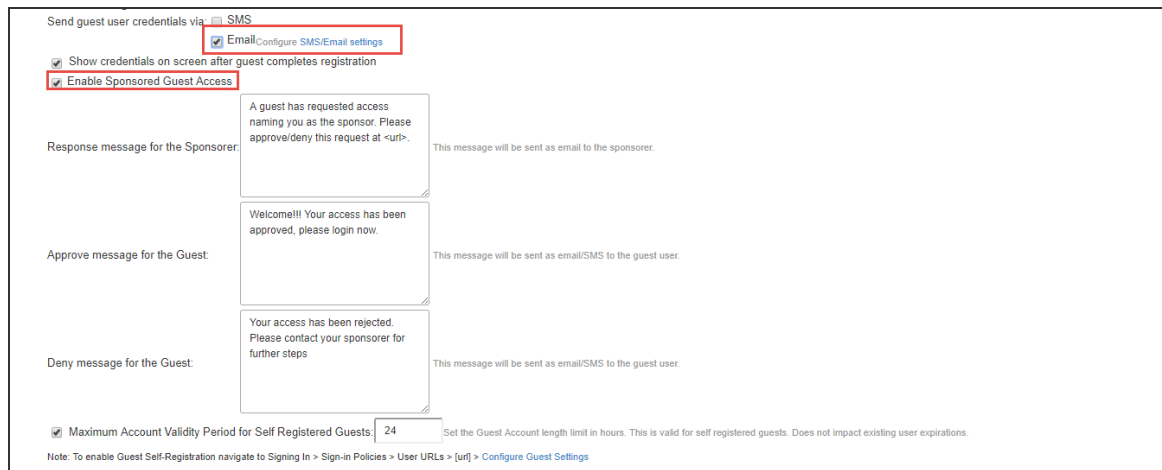 Send guest user credentials via: SMS
Email Configure SMS/Email settings
Show credentials on screen after guest completes registration
Enable Sponsored Guest Access
A guest has requested access
naming you as the sponsor. Please
approve/deny this request at <url>.
Response message for the Sponsorer: This message will be sent as email to the sponsorer.
Welcome!!! Your access has been
approved, please login now.
Approve message for the Guest: This message will be sent as email/SMS to the guest user.
Your access has been rejected.
Please contact your sponsorer for
further steps
Deny message for the Guest: This message will be sent as email/SMS to the guest user.
Maximum Account Validity Period for Self Registered Guests: 24 Set the Guest Account length limit in hours. This is valid for self registered guests. Does not impact existing user expirations.
Note: To enable Guest Self-Registration navigate to Signing In > Sign-in Policies > User URLs > [url] > Configure Guest Settings